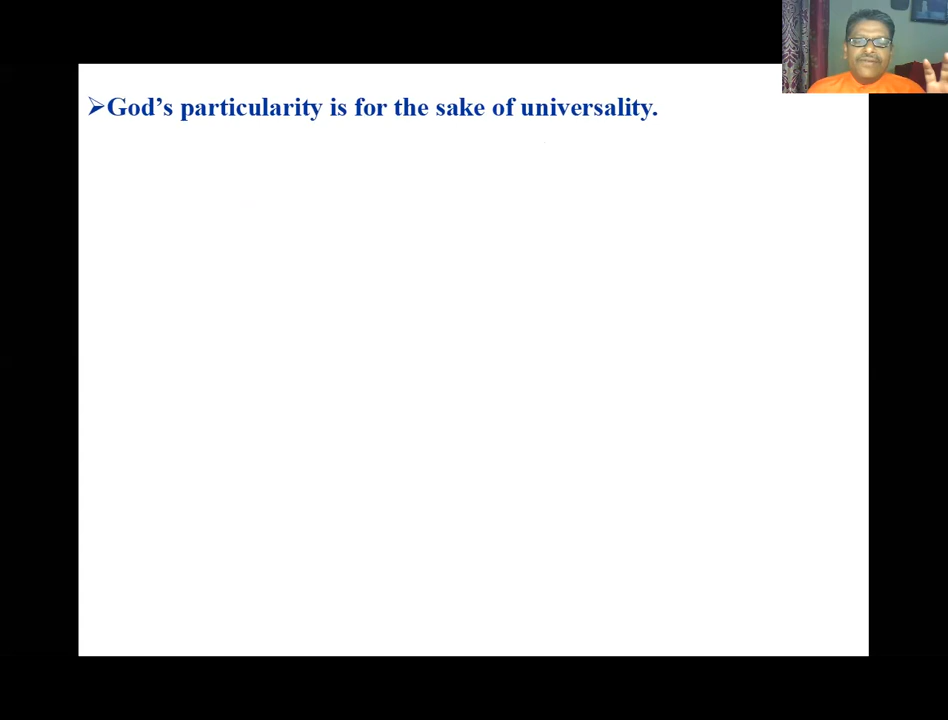 ➢God’s particularity is for the sake of universality.